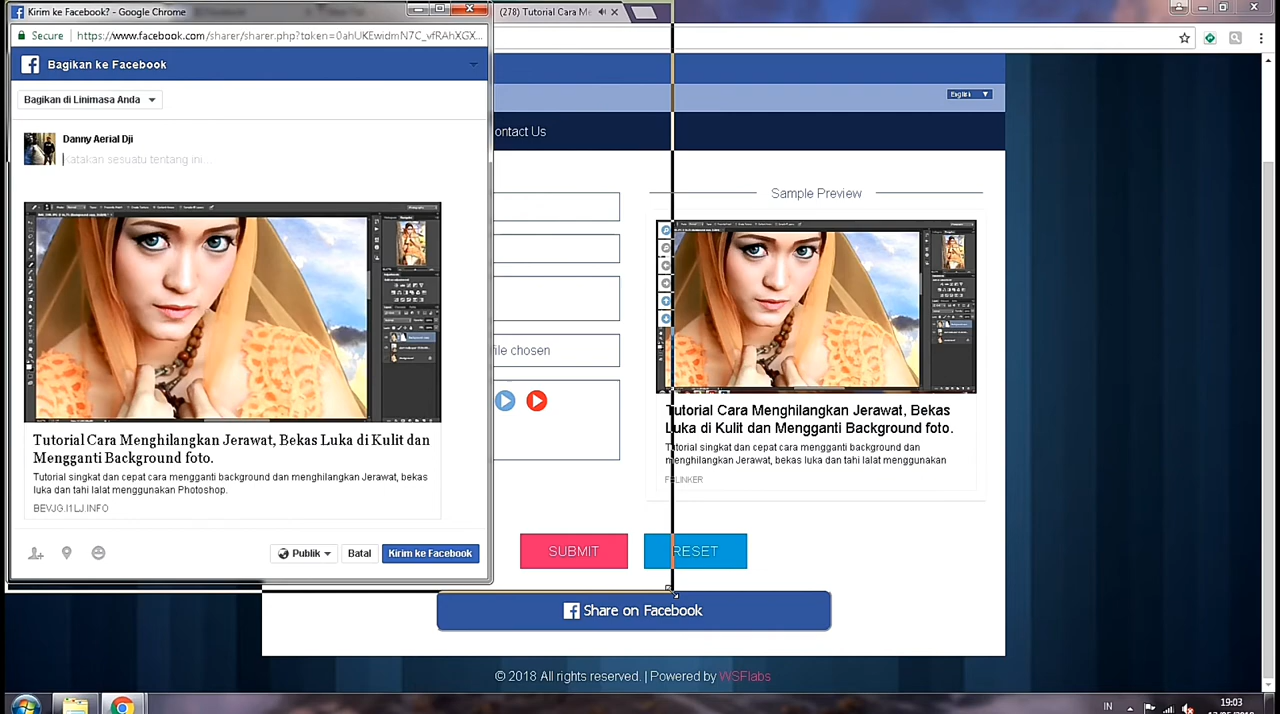 Kirim ke Facebook? - Google Chrome
(278) Tutorial Cara Me
Secure
https://www.facebook.com/sharer/sharer.php?token=0ahUKEwidmN7C_vfRAhXGX...
Bagikan ke Facebook
Bagikan di Linimasa Anda
Danny Aerial Dji
Katakan sesuatu tentang ini...
Tutorial Cara Menghilangkan Jerawat, Bekas Luka di Kulit dan
Mengganti Background foto.
Tutorial singkat dan cepat cara mengganti background dan menghilangkan Jerawat, bekas
luka dan tahi lalat menggunakan Photoshop.
BEVJG.I1LJ.INFO
Publik
Batal
Kirim ke Facebook
English
ontact Us
Sample Preview
file chosen
Tutorial Cara Menghilangkan Jerawat, Bekas
Luka di Kulit dan Mengganti Background foto.
Tutorial singkat dan cepat cara mengganti background dan
menghilangkan Jerawat, bekas luka dan tahi lalat menggunakan
FBLINKER
SUBMIT
RESET
Share on Facebook
© 2018 All rights reserved. | Powered by WSFlabs
IN
19:03